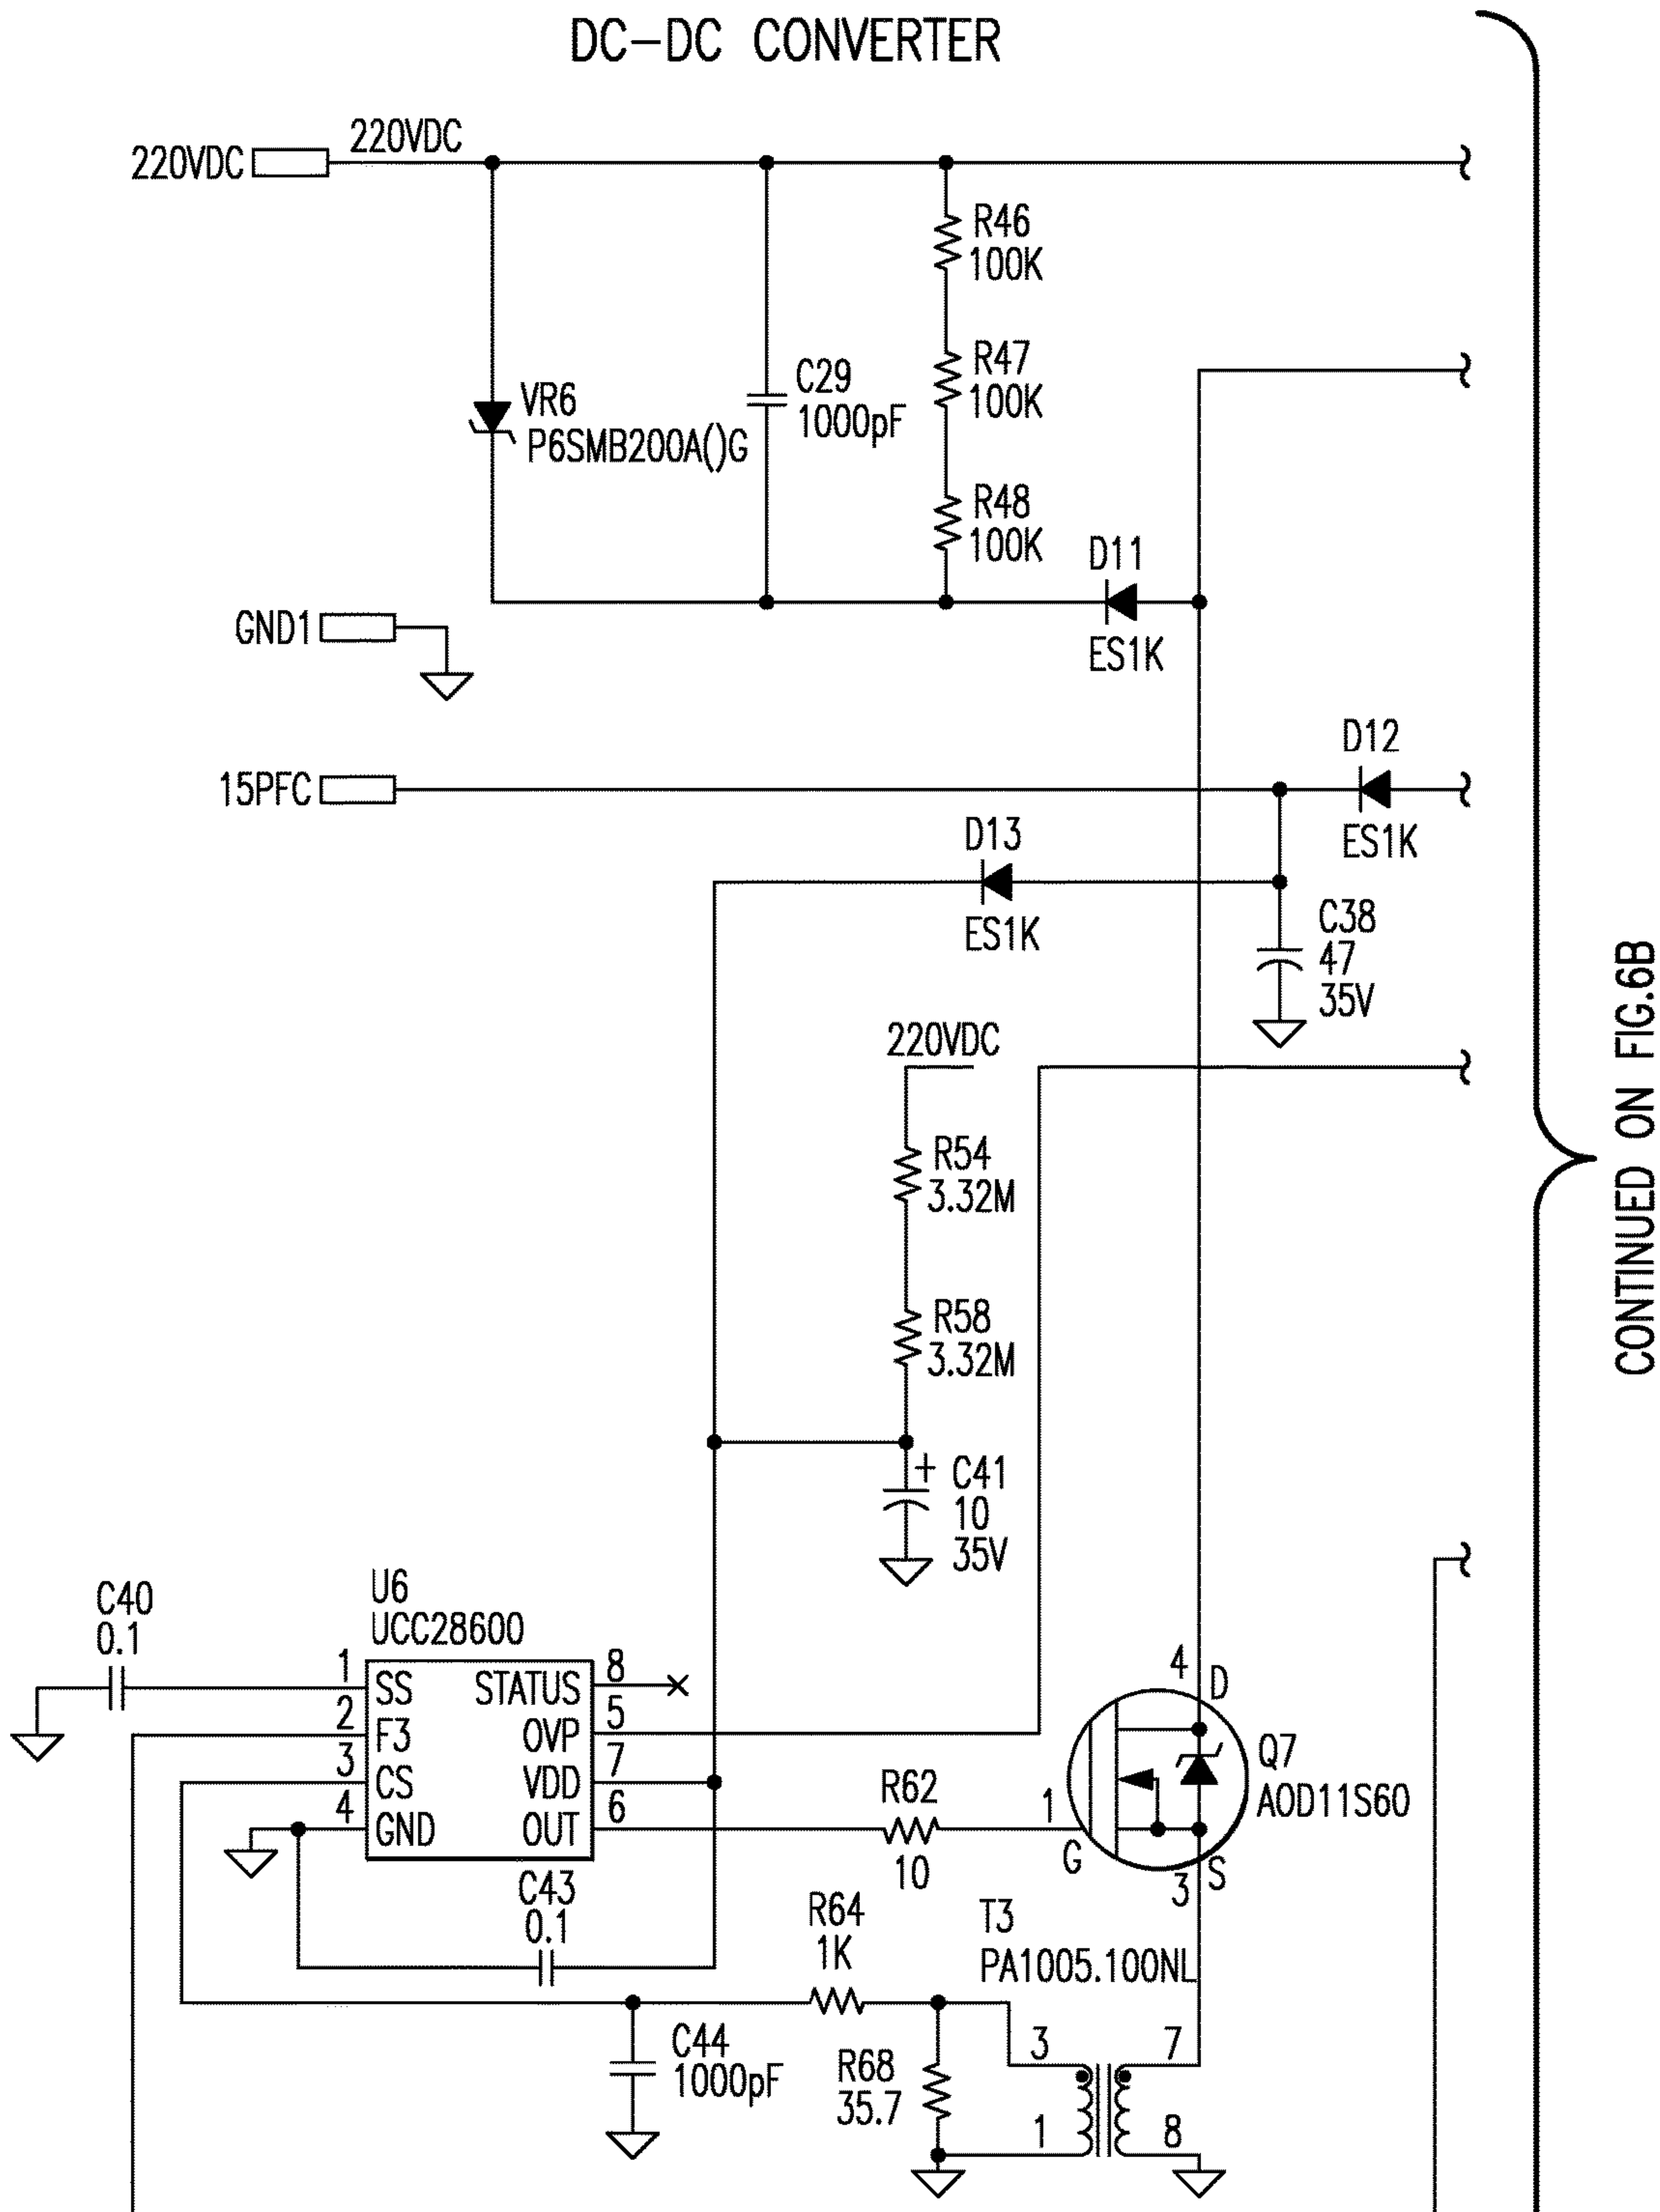 DC-DC CONVERTER
220VDC
220VDC
R46
100K
R47
100K
VR6
P6SMB200A()G
C29
1000pF
R48
100K
D11
ES1K
GND1
15PFC
D12
ES1K
D13
ES1K
C38
47
35V
CONTINUED ON FIG.6B
220VDC
R54
3.32M
R58
3.32M
+
C41
10
35V
C40
0.1
U6
UCC28600
1
SS
2
F3
3
CS
4
GND
STATUS
8
OVP
5
VDD
7
OUT
6
R62
10
4
D
1
G
3
S
Q7
AOD11S60
C43
0.1
R64
1K
T3
PA1005.100NL
C44
1000pF
R68
35.7
3
7
1
8